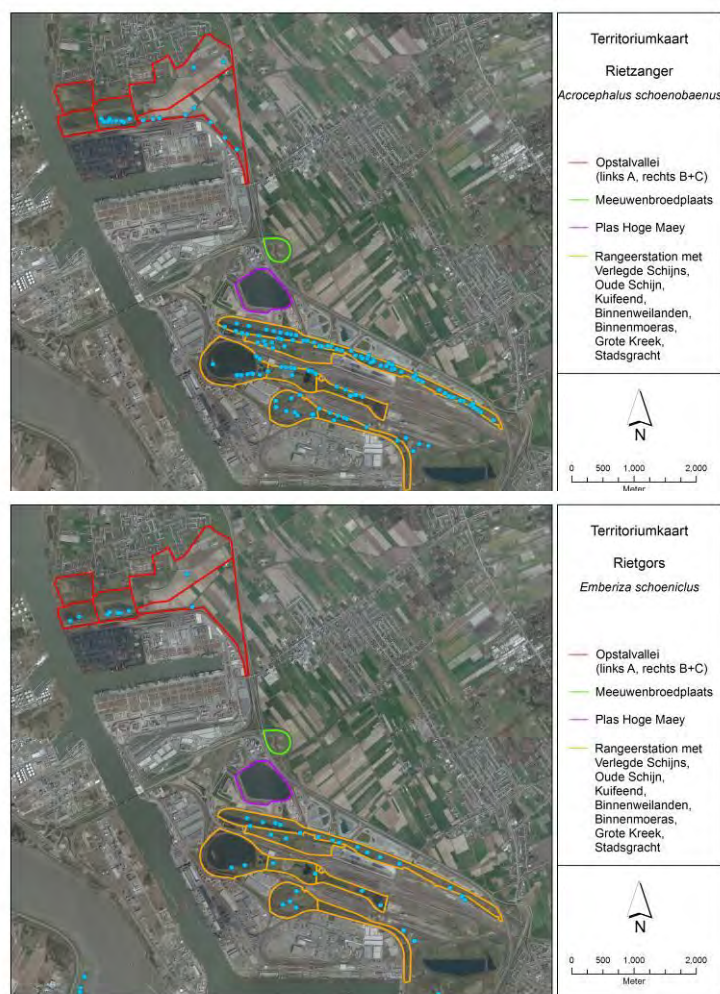 Territoriumkaart
Rietzanger
Acrocephalus schoenobaenus
Opstalvallei
(links A, rechts B+C)
Meeuwenbroedplaats
Plas Hoge Maey
Rangeerstation met
Verlegde Schijns,
Oude Schijn,
Kuifeend,
Binnenweilanden,
Binnenmoeras,
Grote Kreek,
Stadsgracht
N
0 500 1,000 2,000
Meter
Territoriumkaart
Rietgors
Emberiza schoeniclus
Opstalvallei
(links A, rechts B+C)
Meeuwenbroedplaats
Plas Hoge Maey
Rangeerstation met
Verlegde Schijns,
Oude Schijn,
Kuifeend,
Binnenweilanden,
Binnenmoeras,
Grote Kreek,
Stadsgracht
N
0 500 1,000 2,000
Meter